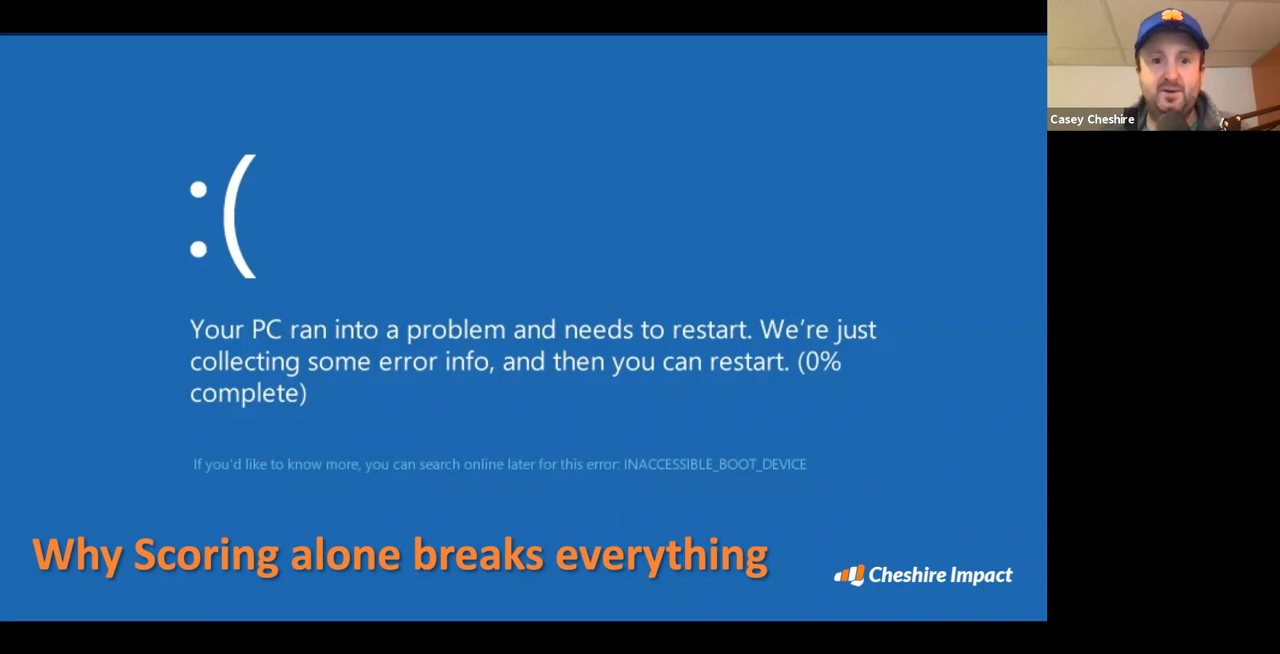 :(
Your PC ran into a problem and needs to restart. We’re just
collecting some error info, and then you can restart. (0%
complete)
If you’d like to know more, you can search online later for this error: INACCESSIBLE_BOOT_DEVICE
Why Scoring alone breaks everything
Cheshire Impact
Casey Cheshire